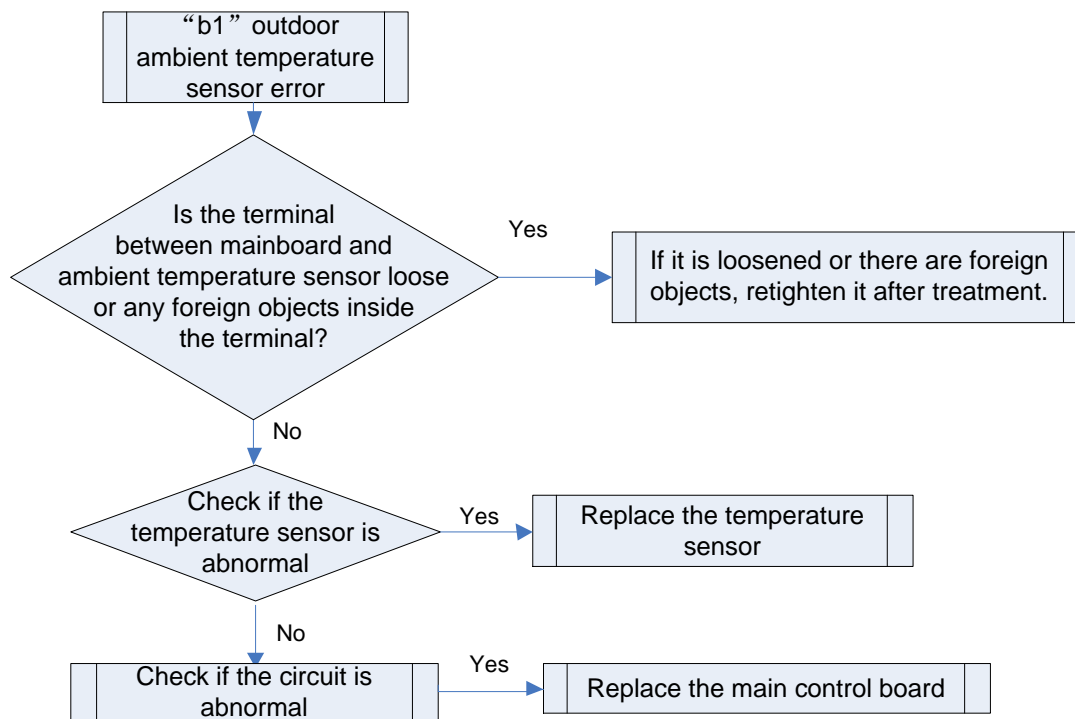 “b1” outdoor
ambient temperature
sensor error
Is the terminal
between mainboard and
ambient temperature sensor loose
or any foreign objects inside
the terminal?
Yes
If it is loosened or there are foreign
objects, retighten it after treatment.
No
Check if the
temperature sensor is
abnormal
Yes
Replace the temperature
sensor
No
Check if the circuit is
abnormal
Yes
Replace the main control board